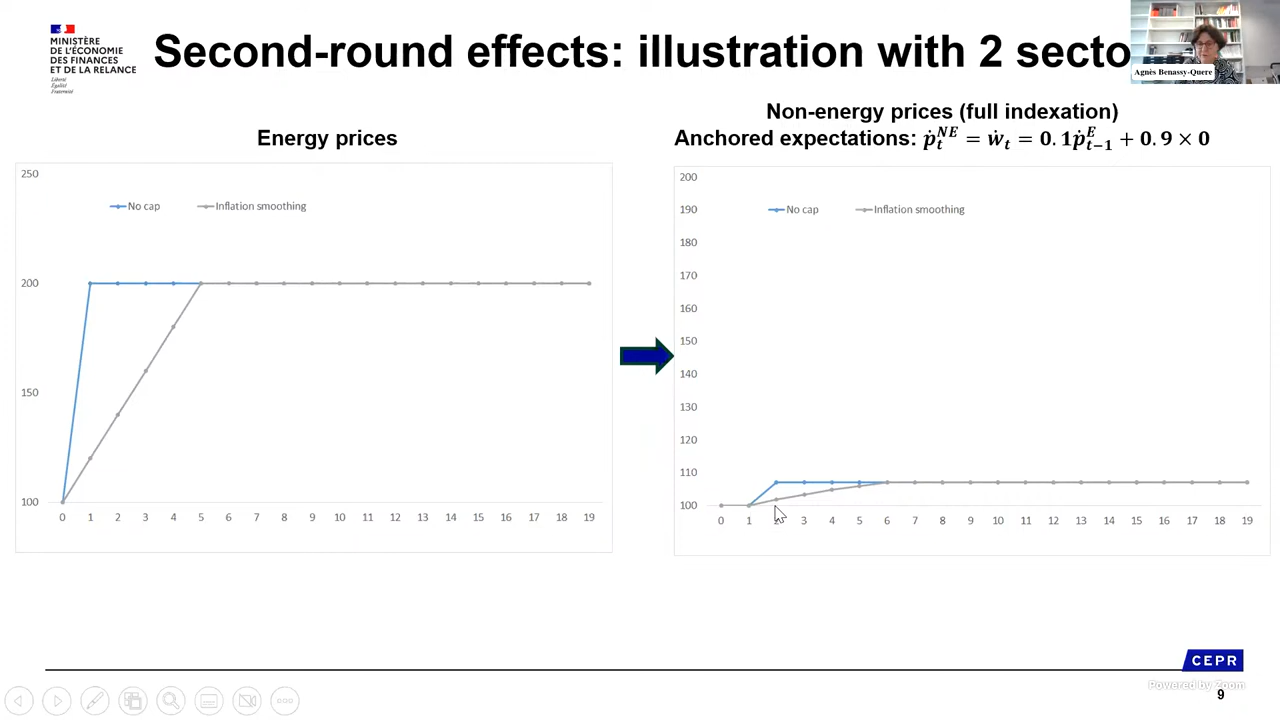 MINISTÈRE
DE L'ÉCONOMIE
DES FINANCES
ET DE LA RELANCE
Liberté
Égalité
Fraternité
Second-round effects: illustration with 2 secto
Agnès Benassy-Quere
Energy prices
Non-energy prices (full indexation)
Anchored expectations: ṗ_t^NE = ẇ_t = 0.1ṗ_{t−1}^E + 0.9 × 0
250
No cap
Inflation smoothing
200
150
100
0 1 2 3 4 5 6 7 8 9 10 11 12 13 14 15 16 17 18 19
200
190
No cap
Inflation smoothing
180
170
160
150
140
130
120
110
100
0 1 2 3 4 5 6 7 8 9 10 11 12 13 14 15 16 17 18 19
CEPR
Powered by Zoom
9